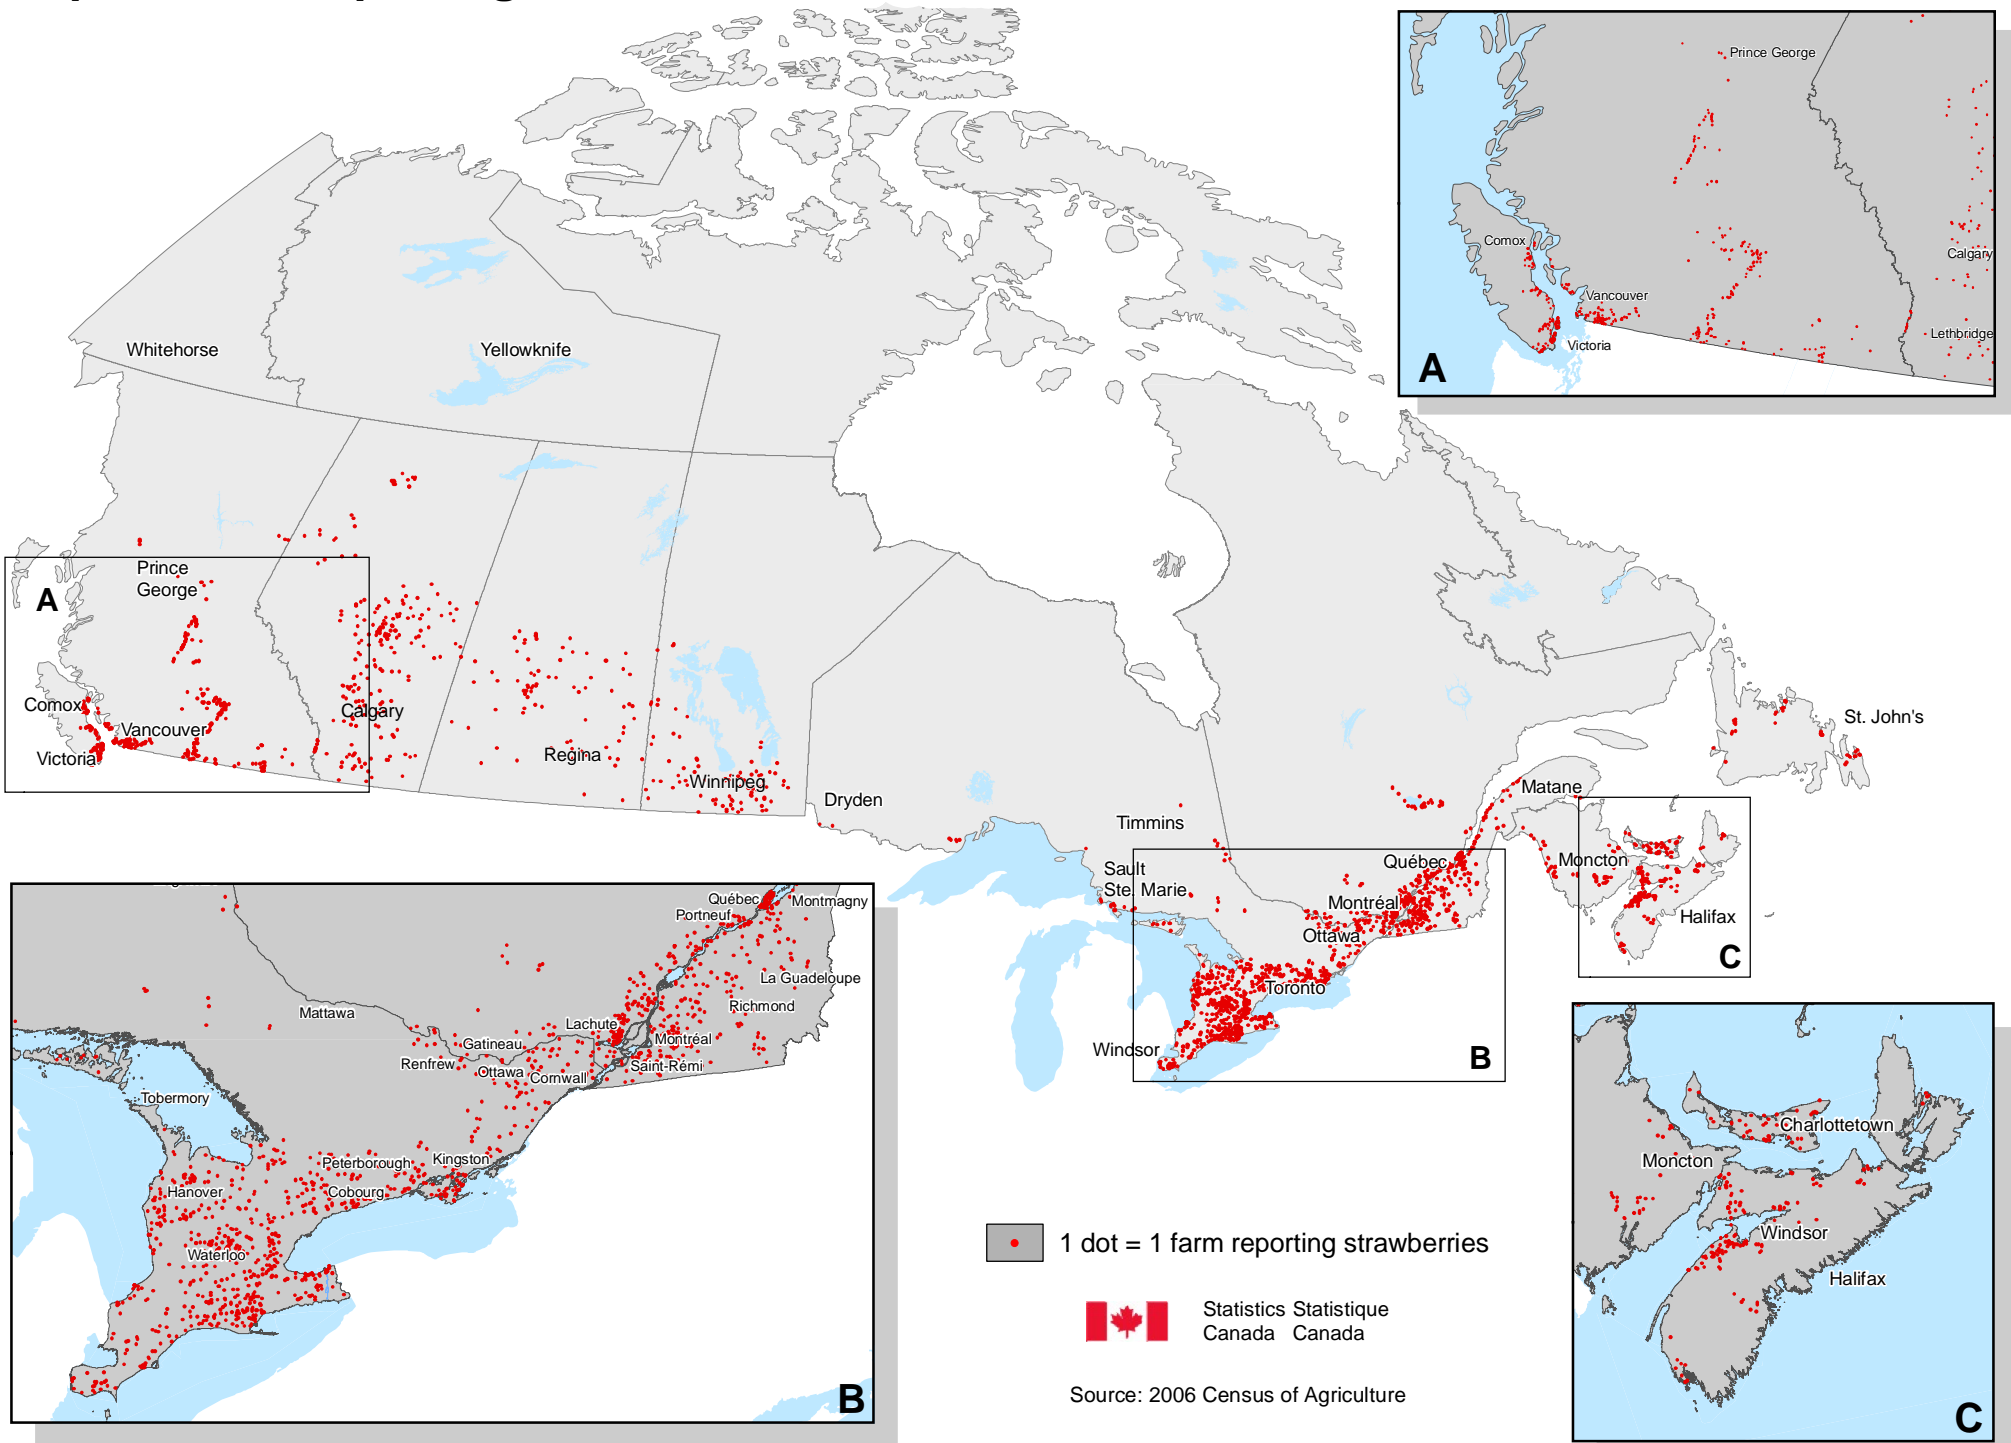 Prince George
Comox
Vancouver
Calgary
Lethbridge
Victoria
A
Whitehorse
Yellowknife
Prince
George
A
Comox
Vancouver
Victoria
Calgary
Regina
Winnipeg
Dryden
Timmins
Sault
Ste. Marie
Québec
Montréal
Ottawa
Toronto
Windsor
B
Matane
St. John's
Moncton
Halifax
C
Québec
Montmagny
Portneuf
La Guadeloupe
Richmond
Mattawa
Lachute
Montréal
Gatineau
Renfrew
Ottawa
Cornwall
Saint-Rémi
Tobermory
Peterborough
Kingston
Hanover
Cobourg
Waterloo
B
Charlottetown
Moncton
Windsor
Halifax
C
1 dot = 1 farm reporting strawberries
Statistics Statistique
Canada Canada
Source: 2006 Census of Agriculture